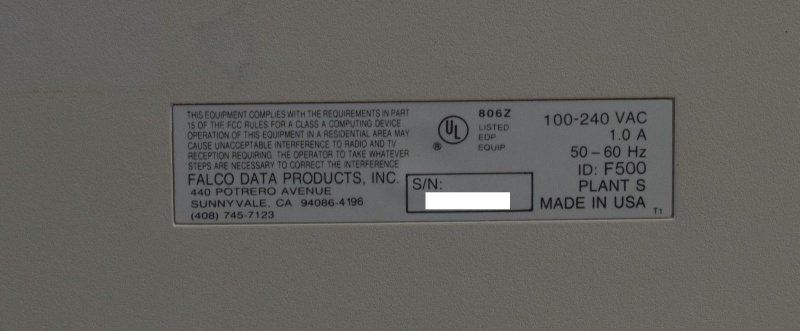 THIS EQUIPMENT COMPLIES WITH THE REQUIREMENTS IN PART
15 OF THE FCC RULES FOR A CLASS A COMPUTING DEVICE
OPERATION OF THIS EQUIPMENT IN A RESIDENTIAL AREA MAY
CAUSE UNACCEPTABLE INTERFERENCE TO RADIO AND TV
RECEPTION REQUIRING THE OPERATOR TO TAKE WHATEVER
STEPS ARE NECESSARY TO CORRECT THE INTERFERENCE
FALCO DATA PRODUCTS, INC.
440 POTRERO AVENUE
SUNNYVALE, CA 94086-4196
(408) 745-7123
UL
®
806Z
LISTED
EDP
EQUIP
S/N:
100-240 VAC
1.0 A
50-60 Hz
ID: F500
PLANT S
MADE IN USA
T1